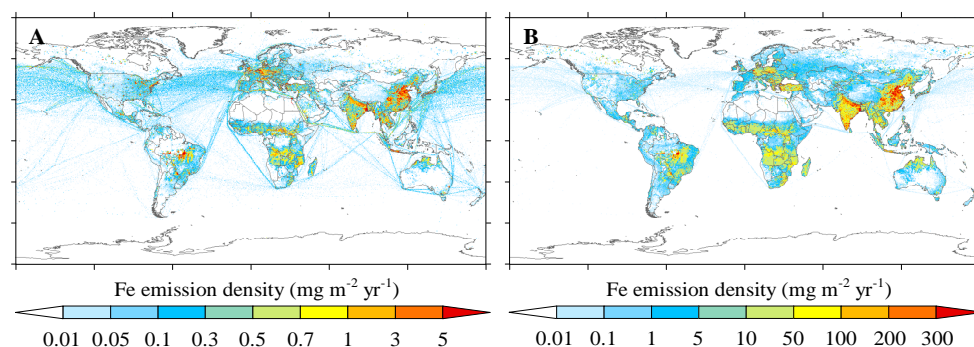 A
B
Fe emission density (mg m⁻² yr⁻¹)
0.01 0.05 0.1 0.3 0.5 0.7 1 3 5
Fe emission density (mg m⁻² yr⁻¹)
0.01 0.1 1 5 10 50 100 200 300